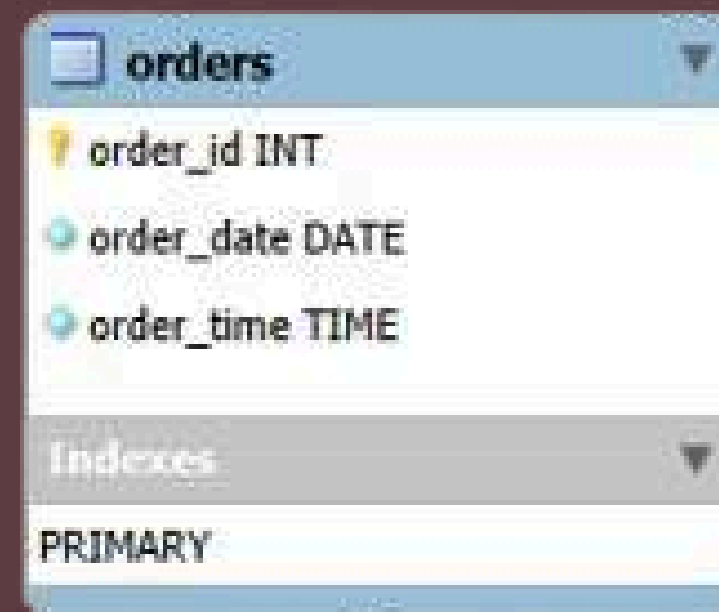 orders
order_id INT
order_date DATE
order_time TIME
Indexes
PRIMARY